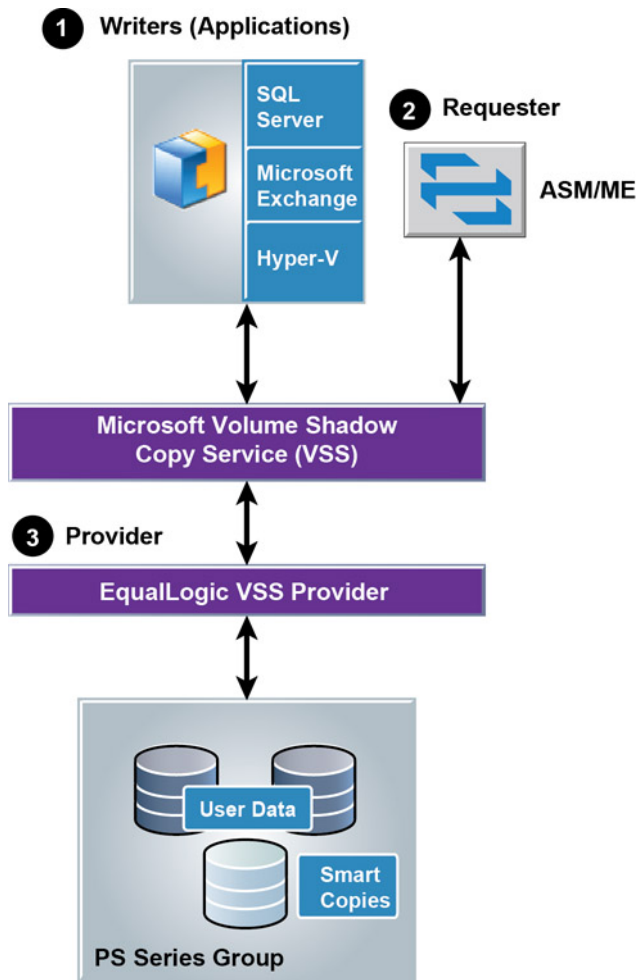 1 Writers (Applications)
SQL
Server
Microsoft
Exchange
Hyper-V
2 Requester
ASM/ME
Microsoft Volume Shadow
Copy Service (VSS)
3 Provider
EqualLogic VSS Provider
User Data
Smart
Copies
PS Series Group